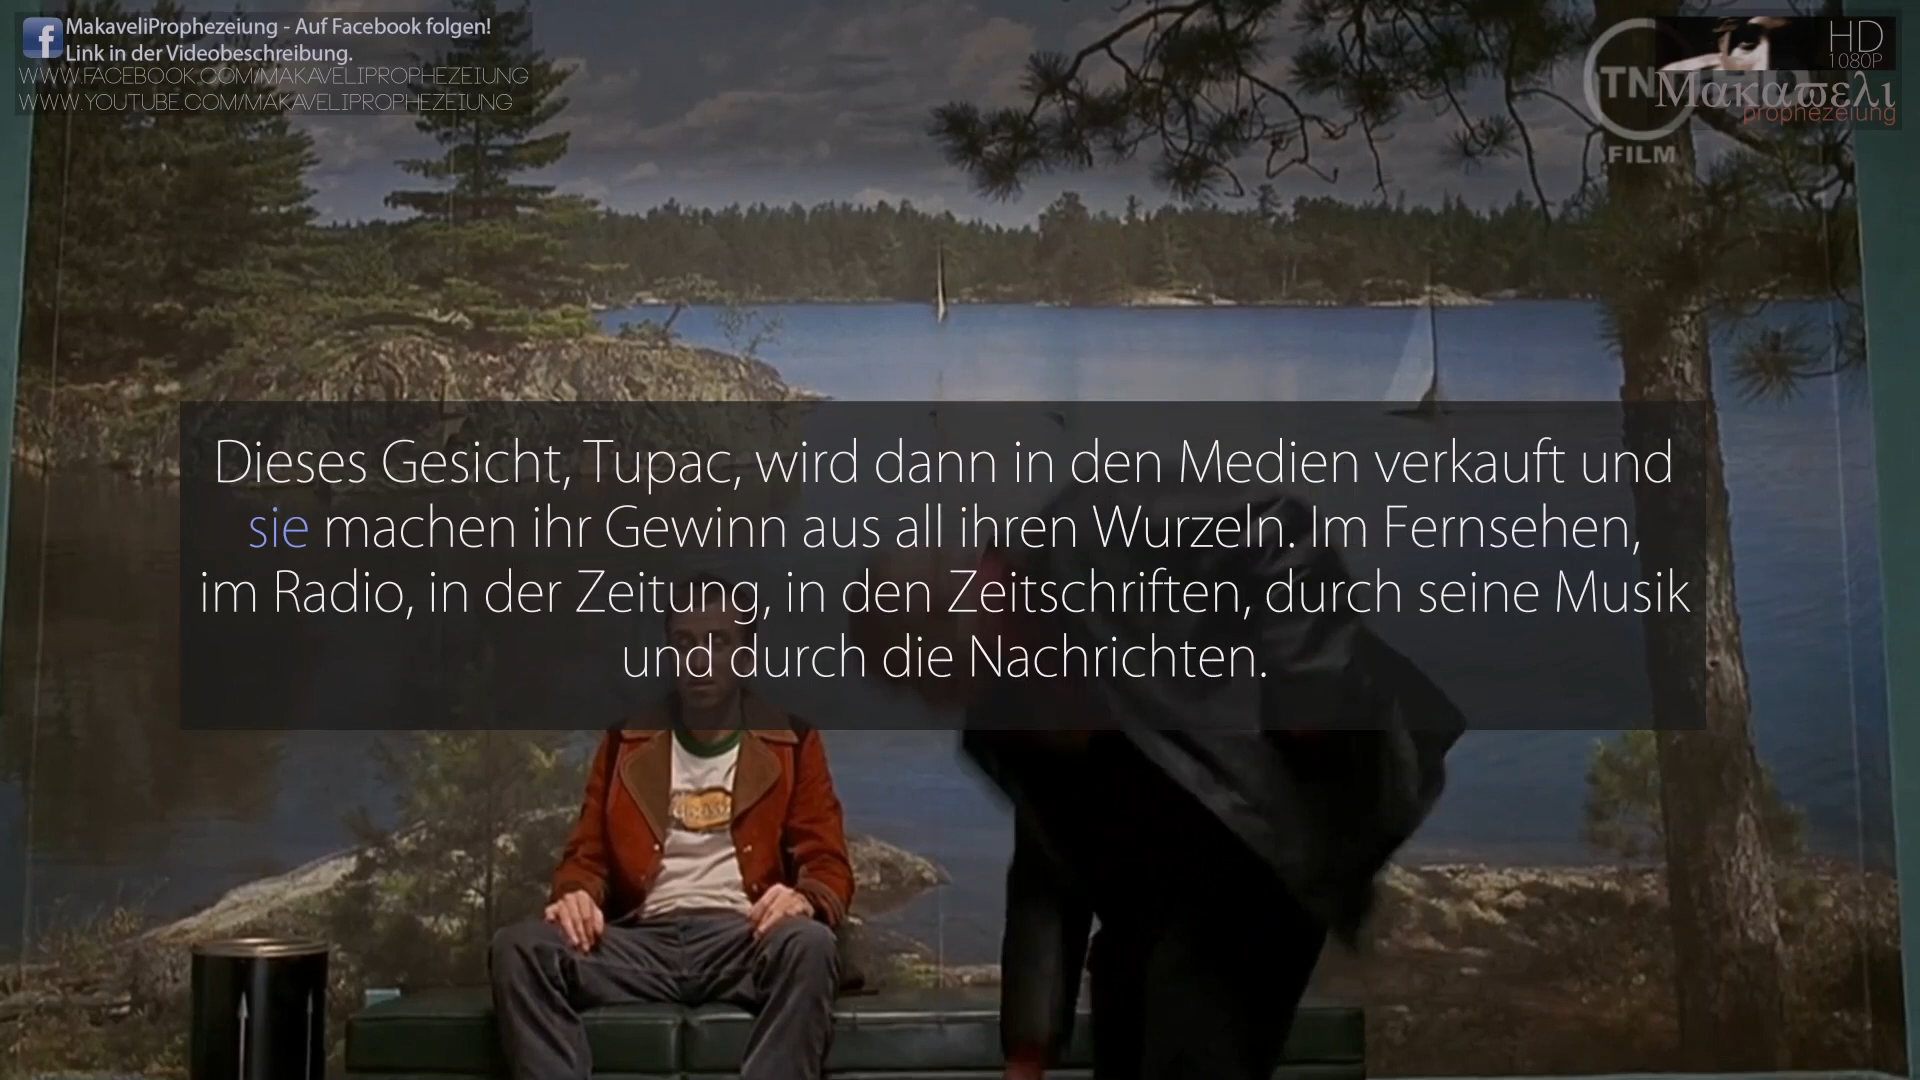 MakaveliProphezeiung - Auf Facebook folgen!
Link in der Videobeschreibung.
WWW.FACEBOOK.COM/MAKAVELIPROPHEZEIUNG
WWW.YOUTUBE.COM/MAKAVELIPROPHEZEIUNG
HD
1080P
TN
Μακαϖελι
prophezeiung
FILM
Dieses Gesicht, Tupac, wird dann in den Medien verkauft und
sie machen ihr Gewinn aus all ihren Wurzeln. Im Fernsehen,
im Radio, in der Zeitung, in den Zeitschriften, durch seine Musik
und durch die Nachrichten.